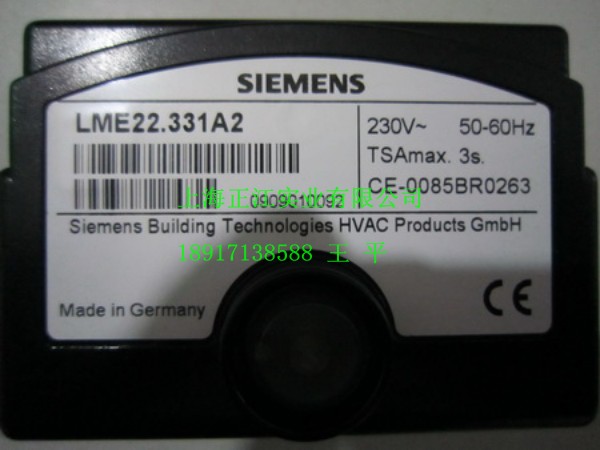 SIEMENS
LME22.331A2
230V~ 50-60Hz
TSAmax. 3s.
CE-0085BR0263
上海正江实业有限公司
0909010092
Siemens Building Technologies HVAC Products GmbH
18917138588 王 平
Made in Germany
CE